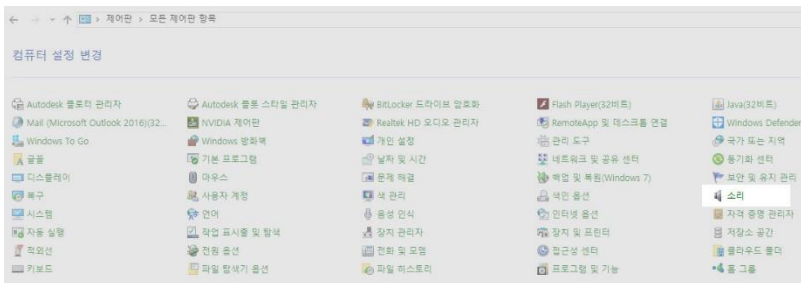 제어판 › 모든 제어판 항목
컴퓨터 설정 변경
Autodesk 플로터 관리자 Autodesk 플롯 스타일 관리자 BitLocker 드라이브 암호화 Flash Player(32비트) Java(32비트)
Mail (Microsoft Outlook 2016)(32... NVIDIA 제어판 Realtek HD 오디오 관리자 RemoteApp 및 데스크톱 연결 Windows Defender
Windows To Go Windows 방화벽 개인 설정 관리 도구 국가 또는 지역
글꼴 기본 프로그램 날짜 및 시간 네트워크 및 공유 센터 동기화 센터
디스플레이 마우스 문제 해결 백업 및 복원(Windows 7) 보안 및 유지 관리
복구 사용자 계정 색 관리 색인 옵션 소리
시스템 언어 음성 인식 인터넷 옵션 자격 증명 관리자
자동 실행 작업 표시줄 및 탐색 장치 관리자 장치 및 프린터 저장소 공간
적외선 전원 옵션 전화 및 모뎀 접근성 센터 클라우드 폴더
키보드 파일 탐색기 옵션 파일 히스토리 프로그램 및 기능 홈 그룹